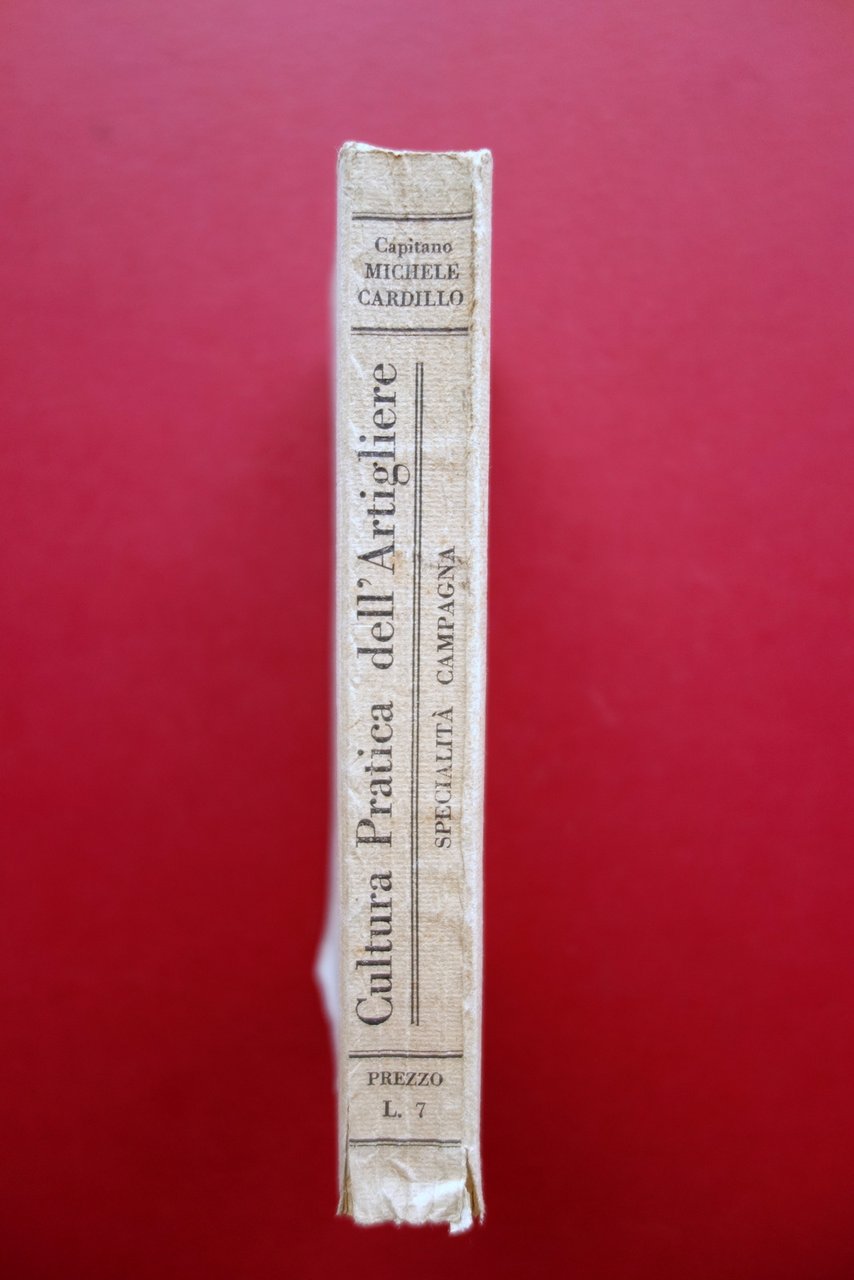 Capitano
MICHELE
CARDILLO
Cultura Pratica dell'Artigliere
SPECIALITÀ CAMPAGNA
PREZZO
L. 7